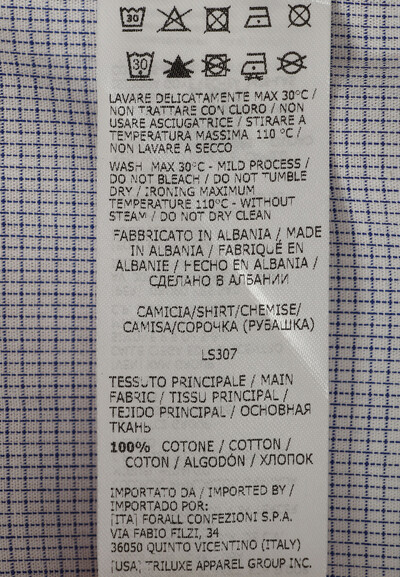 30
30
LAVARE DELICATAMENTE MAX 30°C /
NON TRATTARE CON CLORO / NON
USARE ASCIUGATRICE / STIRARE A
TEMPERATURA MASSIMA 110 °C /
NON LAVARE A SECCO
WASH MAX 30°C - MILD PROCESS /
DO NOT BLEACH / DO NOT TUMBLE
DRY / IRONING MAXIMUM
TEMPERATURE 110°C - WITHOUT
STEAM / DO NOT DRY CLEAN
FABBRICATO IN ALBANIA / MADE
IN ALBANIA / FABRIQUÉ EN
ALBANIE / HECHO EN ALBANIA /
СДЕЛАНО В АЛБАНИИ
CAMICIA/SHIRT/CHEMISE/
CAMISA/СОРОЧКА (РУБАШКА)
LS307
TESSUTO PRINCIPALE / MAIN
FABRIC / TISSU PRINCIPAL /
TEJIDO PRINCIPAL / ОСНОВНАЯ
ТКАНЬ
100% COTONE / COTTON /
COTON / ALGODÓN / ХЛОПОК
IMPORTATO DA / IMPORTED BY /
IMPORTADO POR:
[ITA] FORALL CONFEZIONI S.P.A.
VIA FABIO FILZI, 34
36050 QUINTO VICENTINO (ITALY)
[USA] TRILUXE APPAREL GROUP INC.